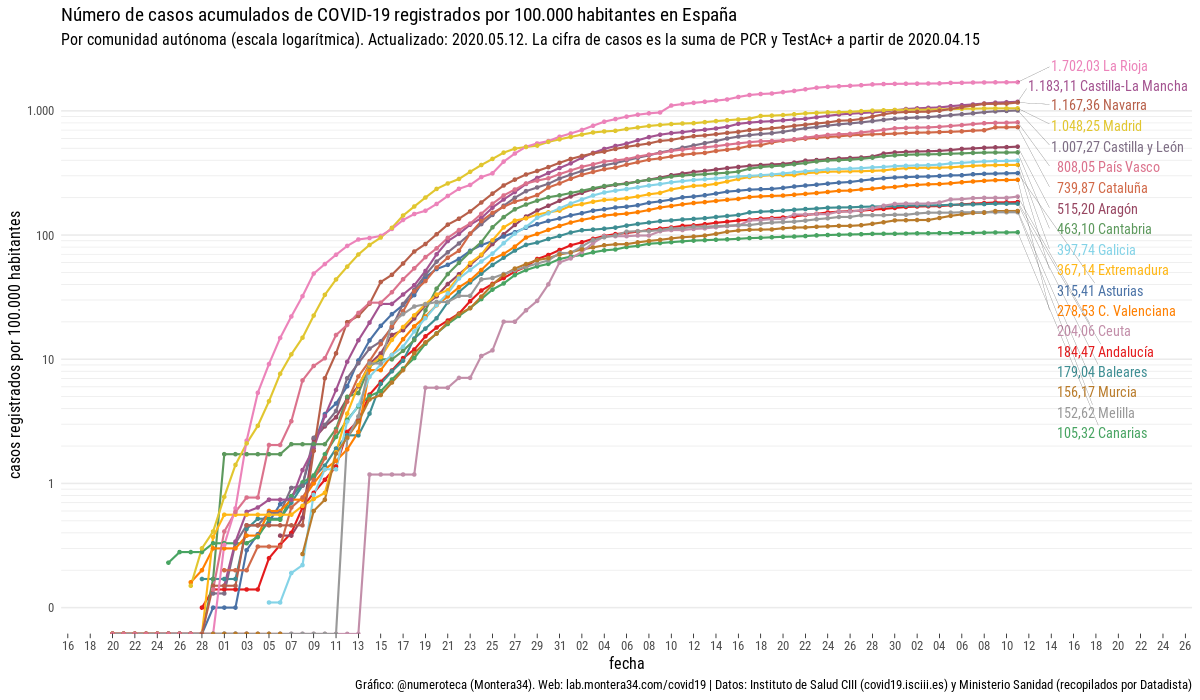 Número de casos acumulados de COVID-19 registrados por 100.000 habitantes en España
Por comunidad autónoma (escala logarítmica). Actualizado: 2020.05.12. La cifra de casos es la suma de PCR y TestAc+ a partir de 2020.04.15
casos registrados por 100.000 habitantes
1.000
100
10
1
0
1.702,03 La Rioja
1.183,11 Castilla-La Mancha
1.167,36 Navarra
1.048,25 Madrid
1.007,27 Castilla y León
808,05 País Vasco
739,87 Cataluña
515,20 Aragón
463,10 Cantabria
397,74 Galicia
367,14 Extremadura
315,41 Asturias
278,53 C. Valenciana
204,06 Ceuta
184,47 Andalucía
179,04 Baleares
156,17 Murcia
152,62 Melilla
105,32 Canarias
16 18 20 22 24 26 28 01 03 05 07 09 11 13 15 17 19 21 23 25 27 29 31 02 04 06 08 10 12 14 16 18 20 22 24 26 28 30 02 04 06 08 10 12 14 16 18 20 22 24 26
fecha
Gráfico: @numeroteca (Montera34). Web: lab.montera34.com/covid19 | Datos: Instituto de Salud CIII (covid19.isciii.es) y Ministerio Sanidad (recopilados por Datadista)